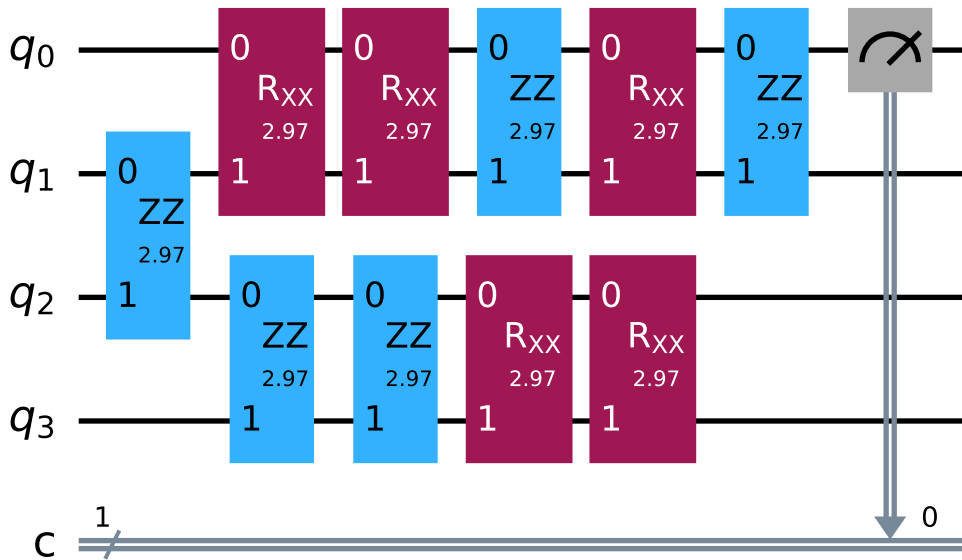 q0 0 RXX 2.97 1 0 RXX 2.97 1 0 ZZ 2.97 1 0 RXX 2.97 1 0 ZZ 2.97 1
q1 0 ZZ 2.97 1
q2 0 ZZ 2.97 1 0 ZZ 2.97 1 0 RXX 2.97 1 0 RXX 2.97 1
q3
c 1 0